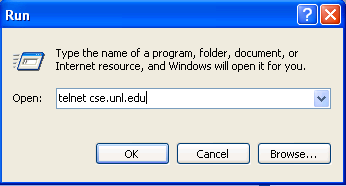 Run
Type the name of a program, folder, document, or
Internet resource, and Windows will open it for you.
Open: telnet cse.unl.edu
OK Cancel Browse...